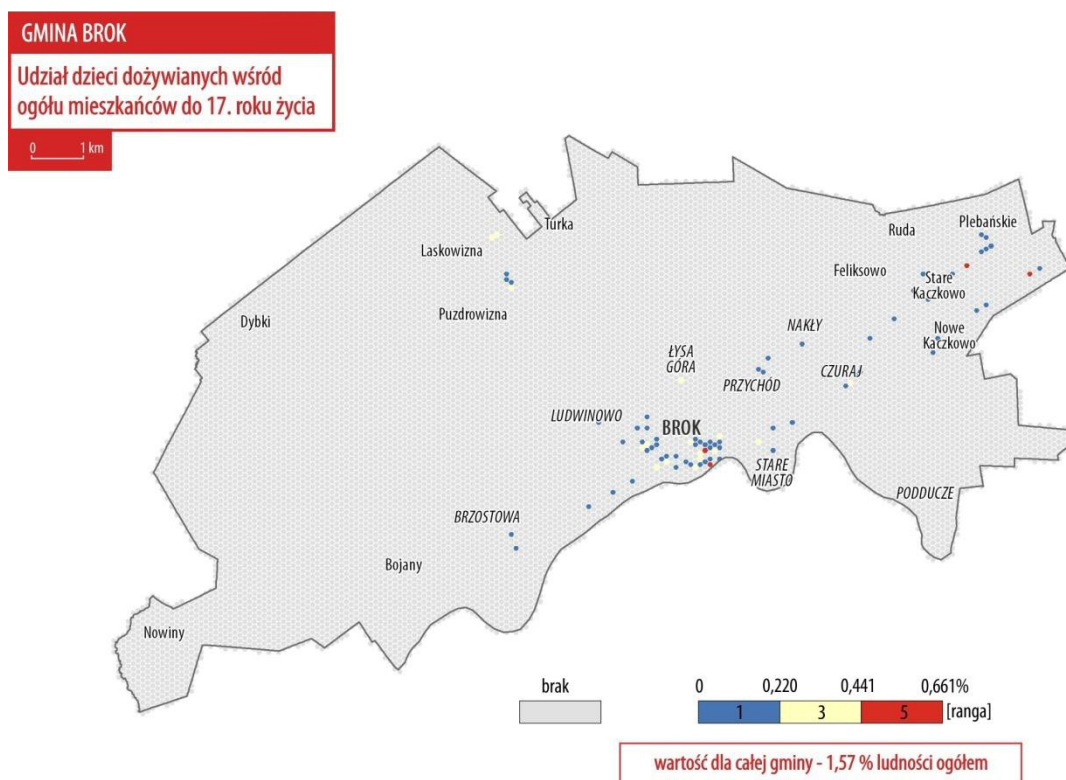 GMINA BROK
Udział dzieci dożywianych wśród
ogółu mieszkańców do 17. roku życia
0 1 km
Turka
Ruda
Plebańskie
Laskowizna
Feliksowo
Stare
Kaczkowo
Puzdrowizna
Dybki
NAKŁY
Nowe
Kaczkowo
ŁYSA
GÓRA
PRZYCHÓD
CZURAJ
LUDWINOWO
BROK
STARE
MIASTO
PODDUCZE
BRZOSTOWA
Bojany
Nowiny
brak
0 0,220 0,441 0,661%
1 3 5 [ranga]
wartość dla całej gminy - 1,57 % ludności ogółem